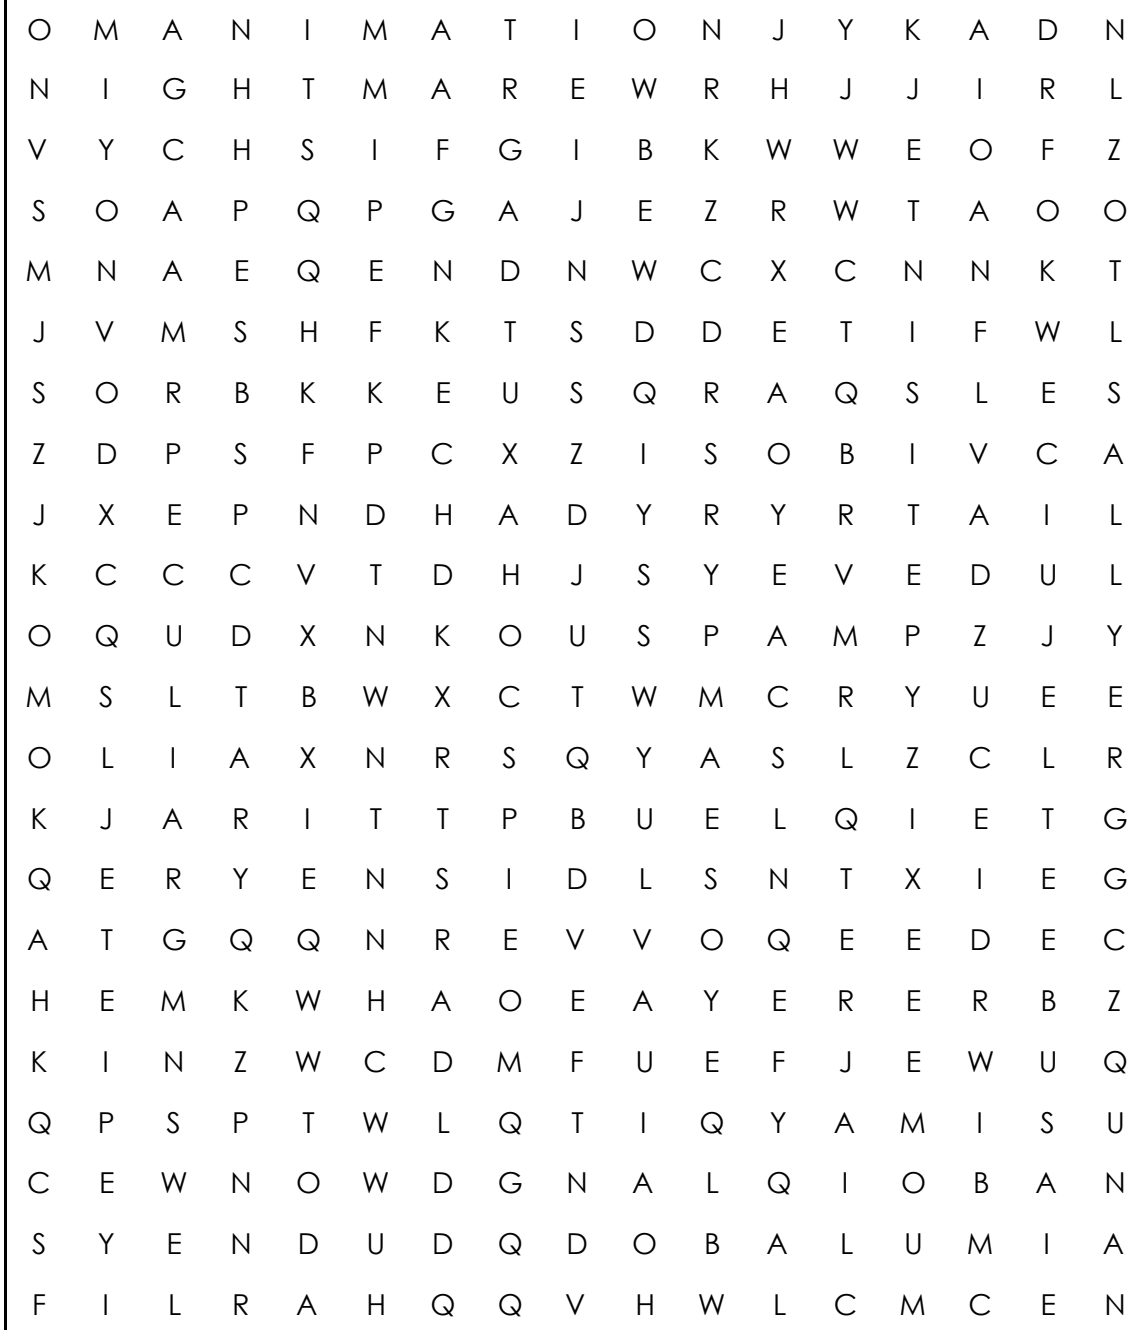 O M A N I M A T I O N J Y K A D N
N I G H T M A R E W R H J J I R L
V Y C H S I F G I B K W W E O F Z
S O A P Q P G A J E Z R W T A O O
M N A E Q E N D N W C X C N N K T
J V M S H F K T S D D E T I F W L
S O R B K K E U S Q R A Q S L E S
Z D P S F P C X Z I S O B I V C A
J X E P N D H A D Y R Y R T A I L
K C C C V T D H J S Y E V E D U L
O Q U D X N K O U S P A M P Z J Y
M S L T B W X C T W M C R Y U E E
O L I A X N R S Q Y A S L Z C L R
K J A R I T T P B U E L Q I E T G
Q E R Y E N S I D L S N T X I E G
A T G Q Q N R E V V O Q E E D E C
H E M K W H A O E A Y E R E R B Z
K I N Z W C D M F U E F J E W U Q
Q P S P T W L Q T I Q Y A M I S U
C E W N O W D G N A L Q I O B A N
S Y E N D U D Q D O B A L U M I A
F I L R A H Q Q V H W L C M C E N